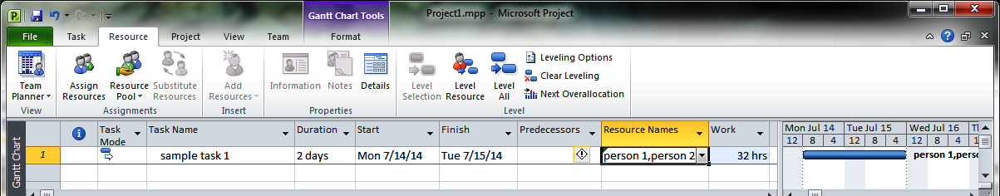 Gantt Chart Tools
Project1.mpp - Microsoft Project
File Task Resource Project View Team Format
Team Planner
Assign Resources
Resource Pool
Substitute Resources
Add Resources
Information
Notes
Details
Level Selection
Level Resource
Level All
Leveling Options
Clear Leveling
Next Overallocation
View Assignments Insert Properties Level
Task Mode Task Name Duration Start Finish Predecessors Resource Names Work
Mon Jul 14 Tue Jul 15 Wed Jul 16 Th
12 8 4 12 8 4 12 8 4 12
1 sample task 1 2 days Mon 7/14/14 Tue 7/15/14 person 1,person 2 32 hrs person 1,perso
Gantt Chart